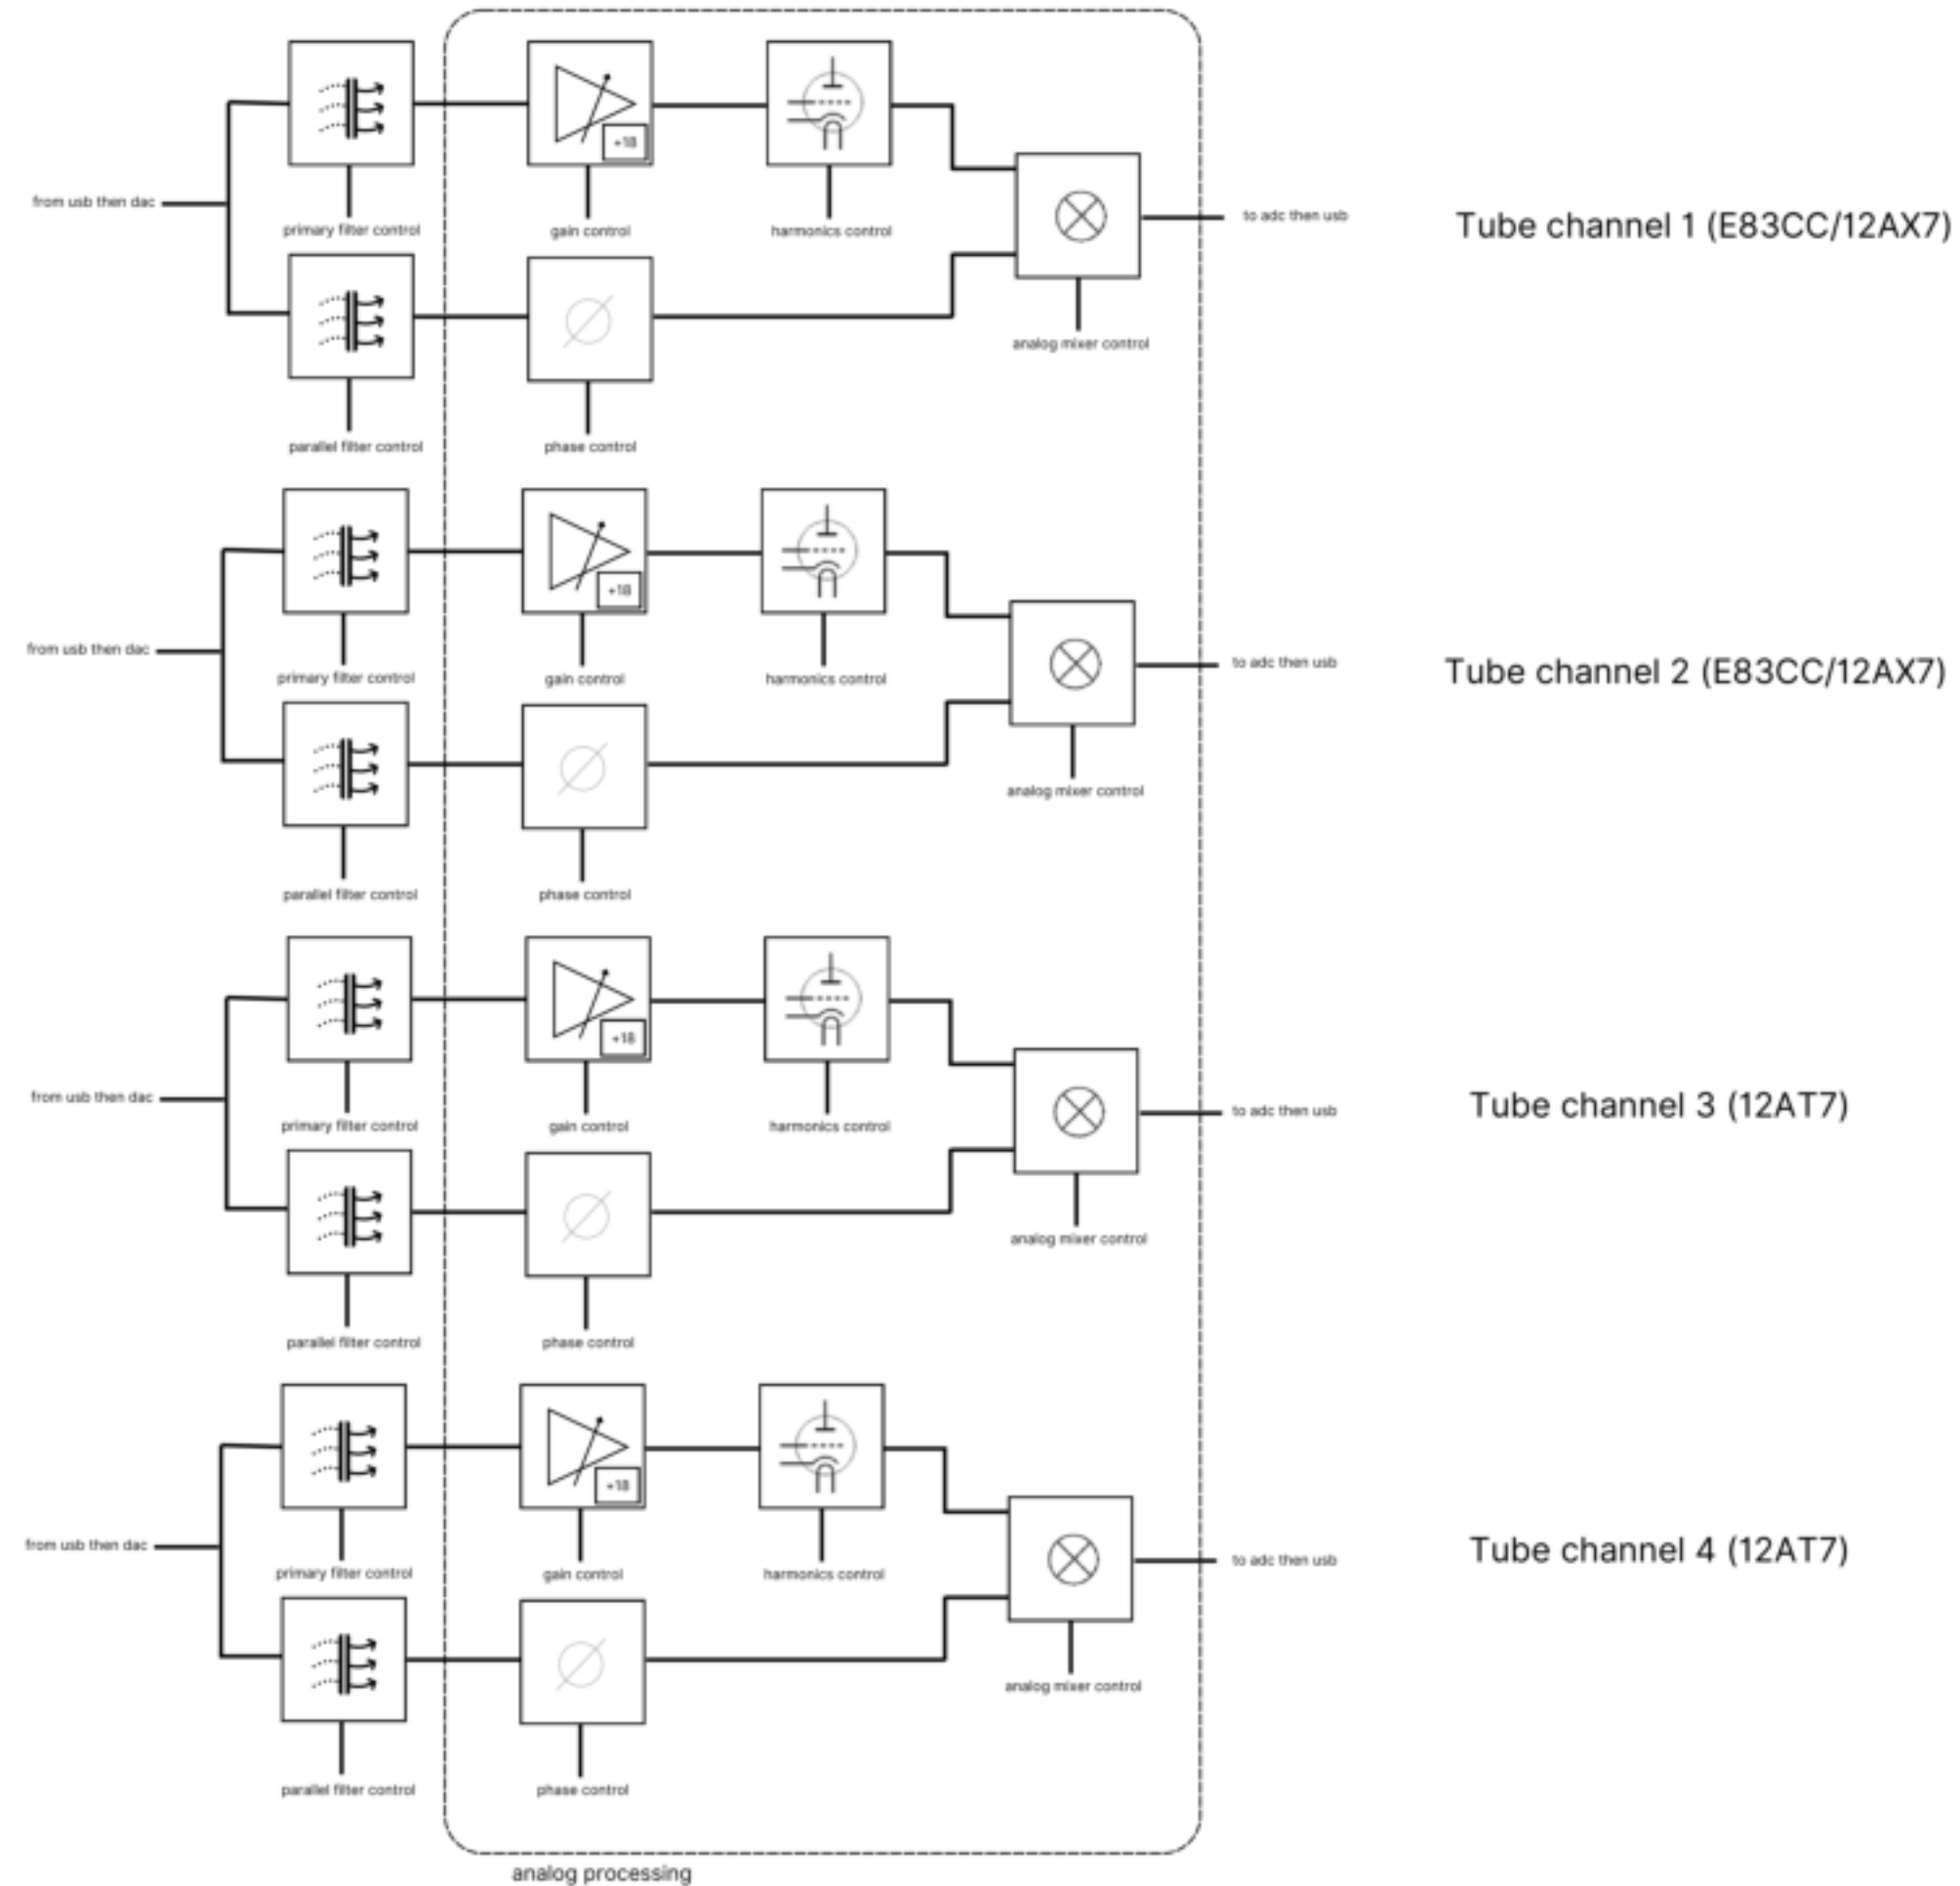 +18
from usb then dac
primary filter control
gain control
harmonics control
to adc then usb
Tube channel 1 (E83CC/12AX7)
analog mixer control
parallel filter control
phase control
+18
from usb then dac
primary filter control
gain control
harmonics control
to adc then usb
Tube channel 2 (E83CC/12AX7)
analog mixer control
parallel filter control
phase control
+18
from usb then dac
primary filter control
gain control
harmonics control
to adc then usb
Tube channel 3 (12AT7)
analog mixer control
parallel filter control
phase control
+18
from usb then dac
primary filter control
gain control
harmonics control
to adc then usb
Tube channel 4 (12AT7)
analog mixer control
parallel filter control
phase control
analog processing